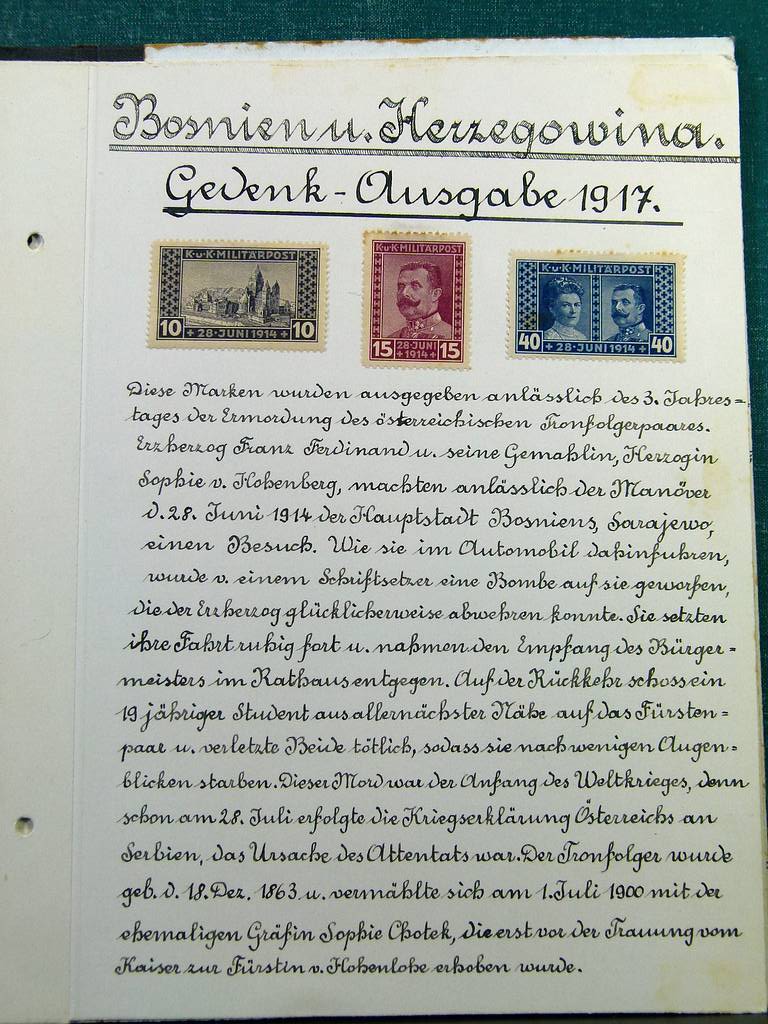 Bosnien u. Herzegowina.
Gedenk-Ausgabe 1917.
K.u.K.MILITÄRPOST
10 + 28·JUNI 1914 + 10
K·u·K·MILITÄRPOST
15 28·JUNI + 1914 + 15
K.u.K.MILITÄRPOST
40 + 28·JUNI 1914 + 40
Diese Marken wurden ausgegeben anlässlich des 3. Jahres=
tages der Ermordung des österreichischen Tronfolgerpaares.
Erzherzog Franz Ferdinand u. seine Gemahlin, Herzogin
Sophie v. Hohenberg, machten anlässlich der Manöver
d. 28. Juni 1914 der Hauptstadt Bosniens, Sarajewo,
einen Besuch. Wie sie im Automobil dahinfuhren,
wurde v. einem Schriftsetzer eine Bombe auf sie geworfen,
die der Erzherzog glücklicherweise abwehren konnte. Sie setzten
ihre Fahrt ruhig fort u. nahmen den Empfang des Bürger=
meisters im Rathaus entgegen. Auf der Rückkehr schoss ein
19 jähriger Student aus allernächster Nähe auf das Fürsten=
paar u. verletzte Beide tötlich, sodass sie nach wenigen Augen=
blicken starben. Dieser Mord war der Anfang des Weltkrieges, denn
schon am 28. Juli erfolgte die Kriegserklärung Österreichs an
Serbien, das Ursache des Attentats war. Der Tronfolger wurde
geb. d. 18. Dez. 1863 u. vermählte sich am 1. Juli 1900 mit der
ehemaligen Gräfin Sophie Chotek, die erst vor der Trauung vom
Kaiser zur Fürstin v. Hohenlohe erhoben wurde.